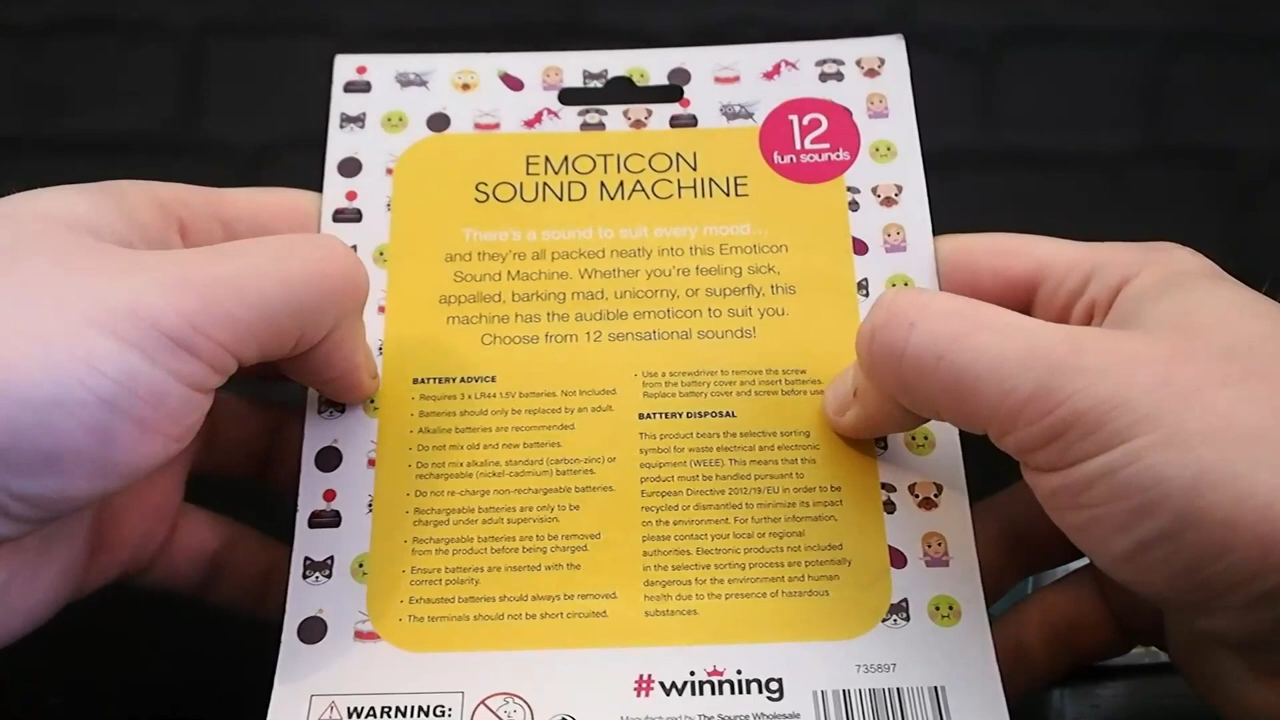 12
fun sounds
EMOTICON
SOUND MACHINE
There's a sound to suit every mood...
and they're all packed neatly into this Emoticon
Sound Machine. Whether you're feeling sick,
appalled, barking mad, unicorny, or superfly, this
machine has the audible emoticon to suit you.
Choose from 12 sensational sounds!
BATTERY ADVICE
• Requires 3 x LR44 1.5V batteries. Not Included.
• Batteries should only be replaced by an adult.
• Alkaline batteries are recommended.
• Do not mix old and new batteries.
• Do not mix alkaline, standard (carbon-zinc) or
rechargeable (nickel-cadmium) batteries.
• Do not re-charge non-rechargeable batteries.
• Rechargeable batteries are only to be
charged under adult supervision.
• Rechargeable batteries are to be removed
from the product before being charged.
• Ensure batteries are inserted with the
correct polarity.
• Exhausted batteries should always be removed.
• The terminals should not be short circuited.
• Use a screwdriver to remove the screw
from the battery cover and insert batteries.
Replace battery cover and screw before use
BATTERY DISPOSAL
This product bears the selective sorting
symbol for waste electrical and electronic
equipment (WEEE). This means that this
product must be handled pursuant to
European Directive 2012/19/EU in order to be
recycled or dismantled to minimize its impact
on the environment. For further information,
please contact your local or regional
authorities. Electronic products not included
in the selective sorting process are potentially
dangerous for the environment and human
health due to the presence of hazardous
substances.
#winning
735897
WARNING:
Manufactured by The Source Wholesale